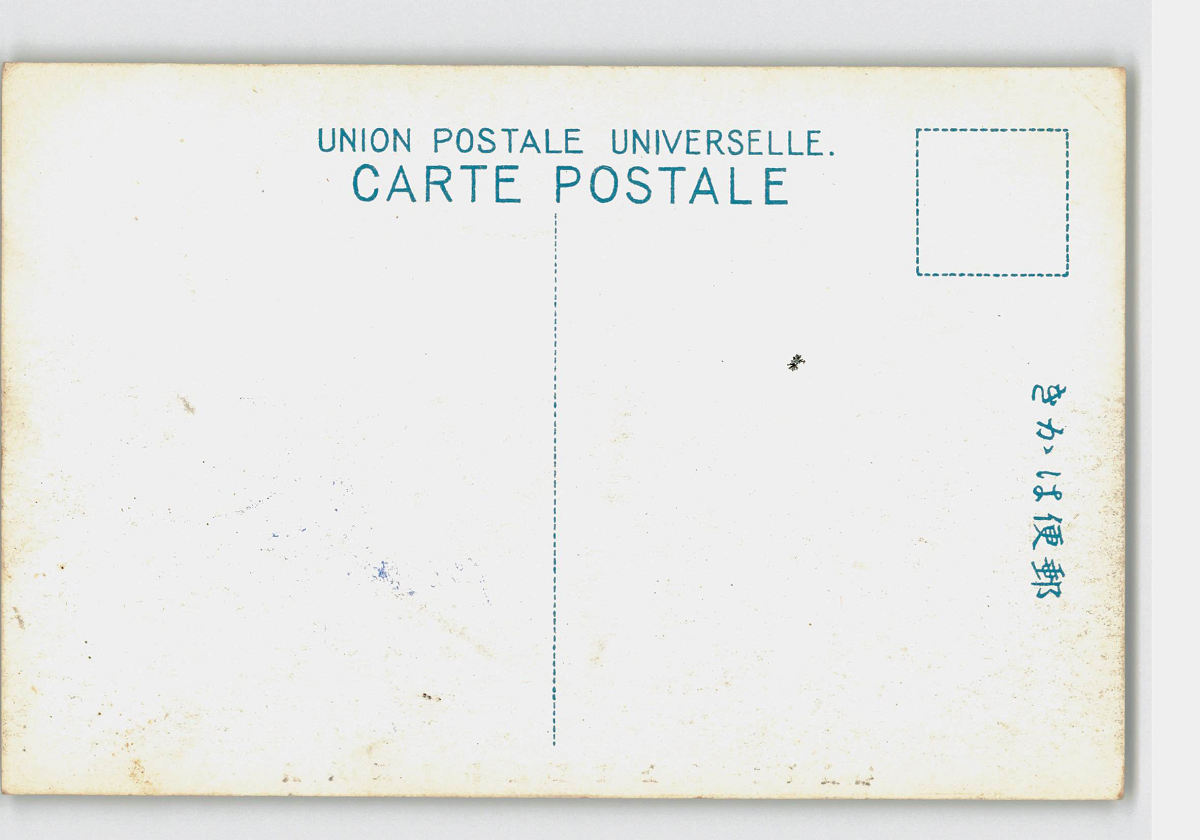 UNION POSTALE UNIVERSELLE.
CARTE POSTALE
きかは便郵